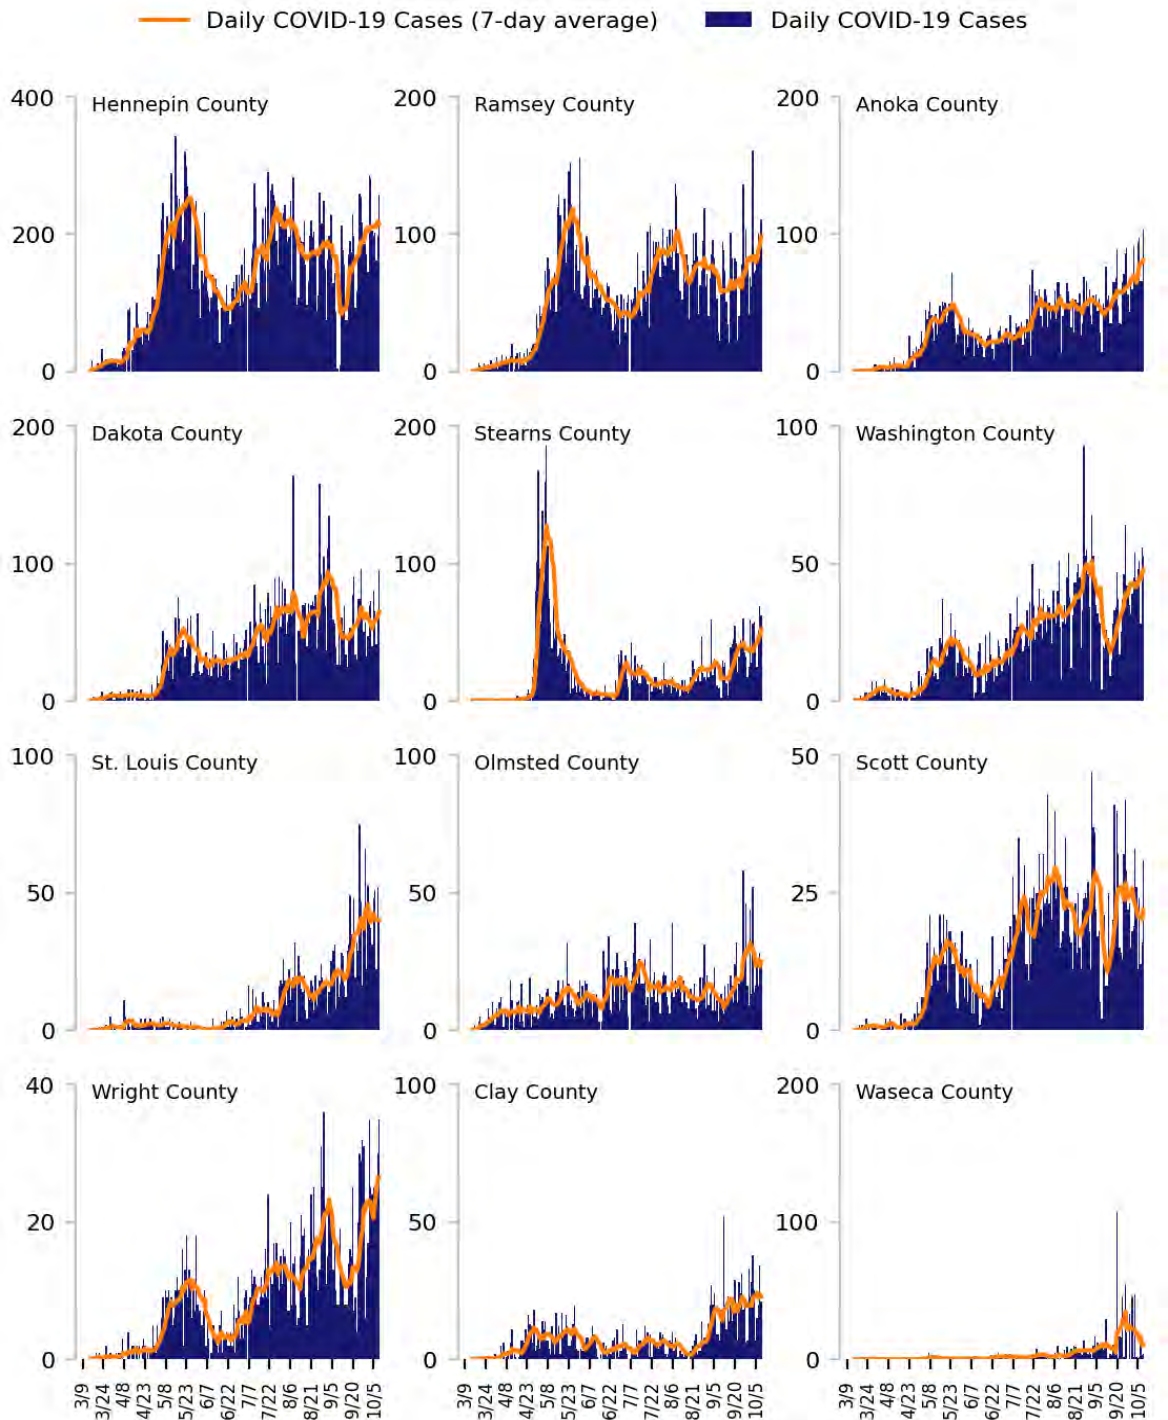 Daily COVID-19 Cases (7-day average) Daily COVID-19 Cases
400 Hennepin County 200 Ramsey County 200 Anoka County
300
200 100 100
100
0 0 0
200 Dakota County 200 Stearns County 100 Washington County
100 100 50
0 0 0
100 St. Louis County 100 Olmsted County 50 Scott County
50 50 25
0 0 0
40 Wright County 100 Clay County 200 Waseca County
20 50 100
0 0 0
3/9 3/24 4/8 4/23 5/8 5/23 6/7 6/22 7/7 7/22 8/6 8/21 9/5 9/20 10/5 3/9 3/24 4/8 4/23 5/8 5/23 6/7 6/22 7/7 7/22 8/6 8/21 9/5 9/20 10/5 3/9 3/24 4/8 4/23 5/8 5/23 6/7 6/22 7/7 7/22 8/6 8/21 9/5 9/20 10/5